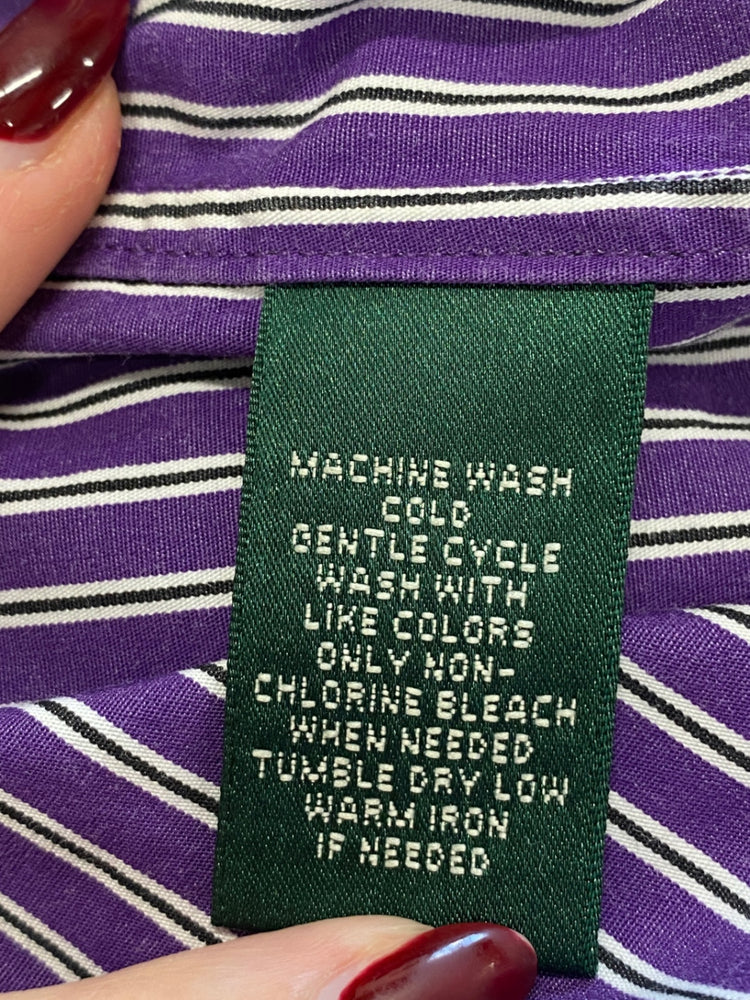 MACHINE WASH
COLD
GENTLE CYCLE
WASH WITH
LIKE COLORS
ONLY NON-
CHLORINE BLEACH
WHEN NEEDED
TUMBLE DRY LOW
WARM IRON
IF NEEDED